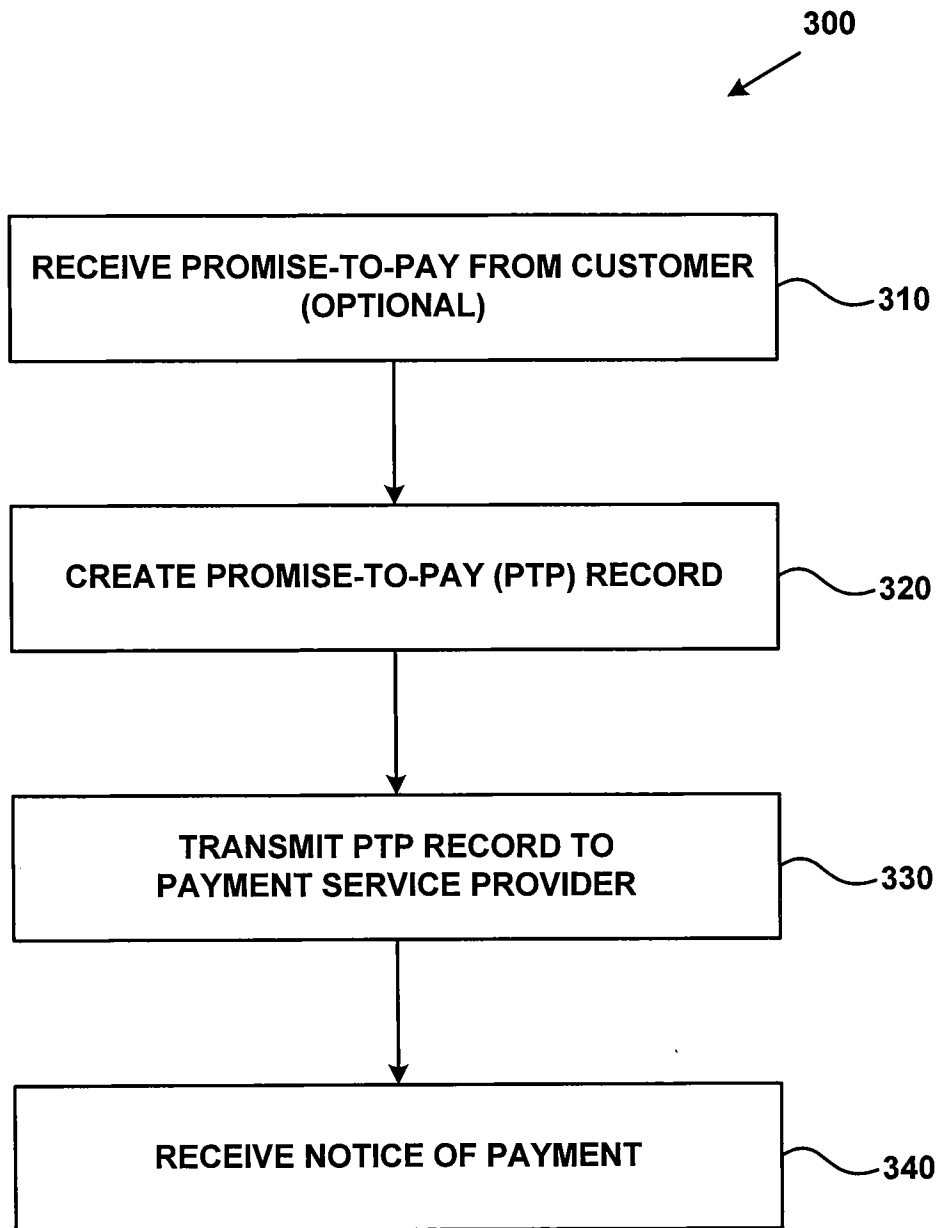 300
RECEIVE PROMISE-TO-PAY FROM CUSTOMER
(OPTIONAL)
310
CREATE PROMISE-TO-PAY (PTP) RECORD
320
TRANSMIT PTP RECORD TO
PAYMENT SERVICE PROVIDER
330
RECEIVE NOTICE OF PAYMENT
340